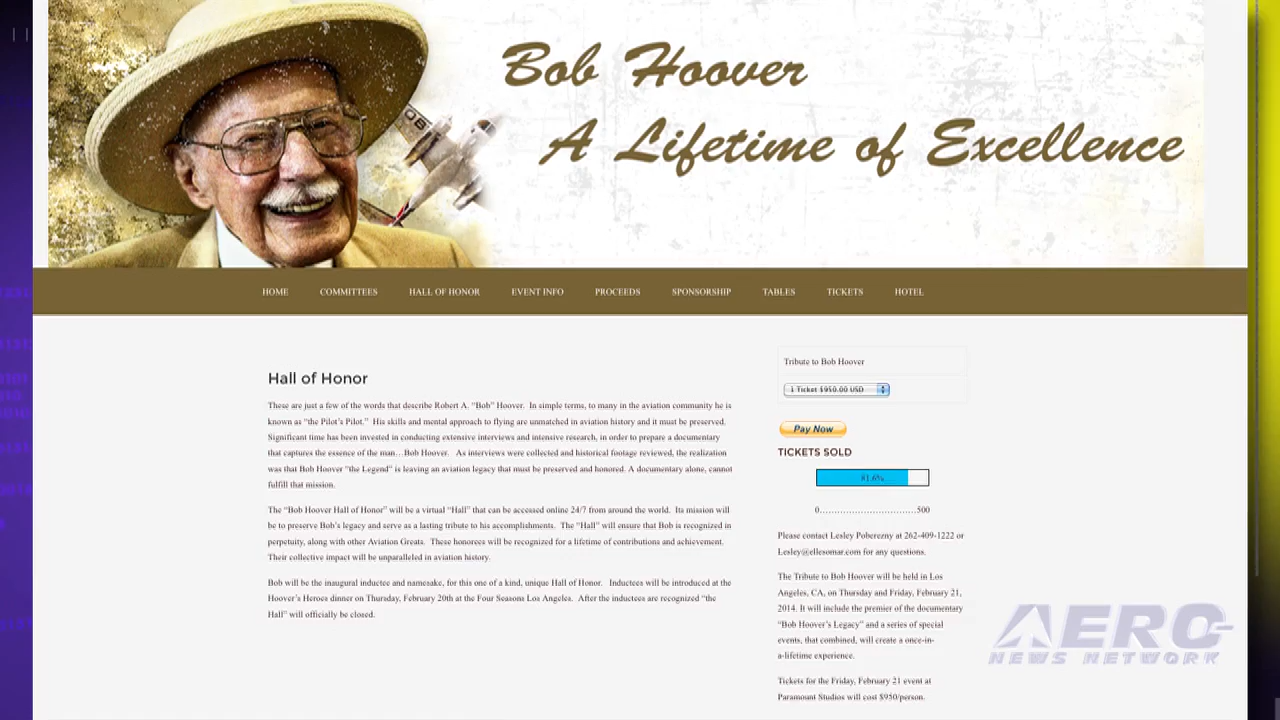 Bob Hoover
A Lifetime of Excellence
HOME COMMITTEES HALL OF HONOR EVENT INFO PROCEEDS SPONSORSHIP TABLES TICKETS HOTEL
Hall of Honor
These are just a few of the words that describe Robert A. “Bob” Hoover. In simple terms, to many in the aviation community he is
known as “the Pilot’s Pilot.” His skills and mental approach to flying are unmatched in aviation history and it must be preserved.
Significant time has been invested in conducting extensive interviews and intensive research, in order to prepare a documentary
that captures the essence of the man…Bob Hoover. As interviews were collected and historical footage reviewed, the realization
was that Bob Hoover “the Legend” is leaving an aviation legacy that must be preserved and honored. A documentary alone, cannot
fulfill that mission.
The “Bob Hoover Hall of Honor” will be a virtual “Hall” that can be accessed online 24/7 from around the world. Its mission will
be to preserve Bob’s legacy and serve as a lasting tribute to his accomplishments. The “Hall” will ensure that Bob is recognized in
perpetuity, along with other Aviation Greats. These honorees will be recognized for a lifetime of contributions and achievement.
Their collective impact will be unparalleled in aviation history.
Bob will be the inaugural inductee and namesake, for this one of a kind, unique Hall of Honor. Inductees will be introduced at the
Hoover’s Heroes dinner on Thursday, February 20th at the Four Seasons Los Angeles. After the inductees are recognized “the
Hall” will officially be closed.
Tribute to Bob Hoover
1 Ticket $950.00 USD
Pay Now
TICKETS SOLD
81.6%
0.................................500
Please contact Lesley Poberezny at 262-409-1222 or
Lesley@ellesomar.com for any questions.
The Tribute to Bob Hoover will be held in Los
Angeles, CA, on Thursday and Friday, February 21,
2014. It will include the premier of the documentary
“Bob Hoover’s Legacy” and a series of special
events, that combined, will create a once-in-
a-lifetime experience.
Tickets for the Friday, February 21 event at
Paramount Studios will cost $950/person.
AERO
NEWS NETWORK